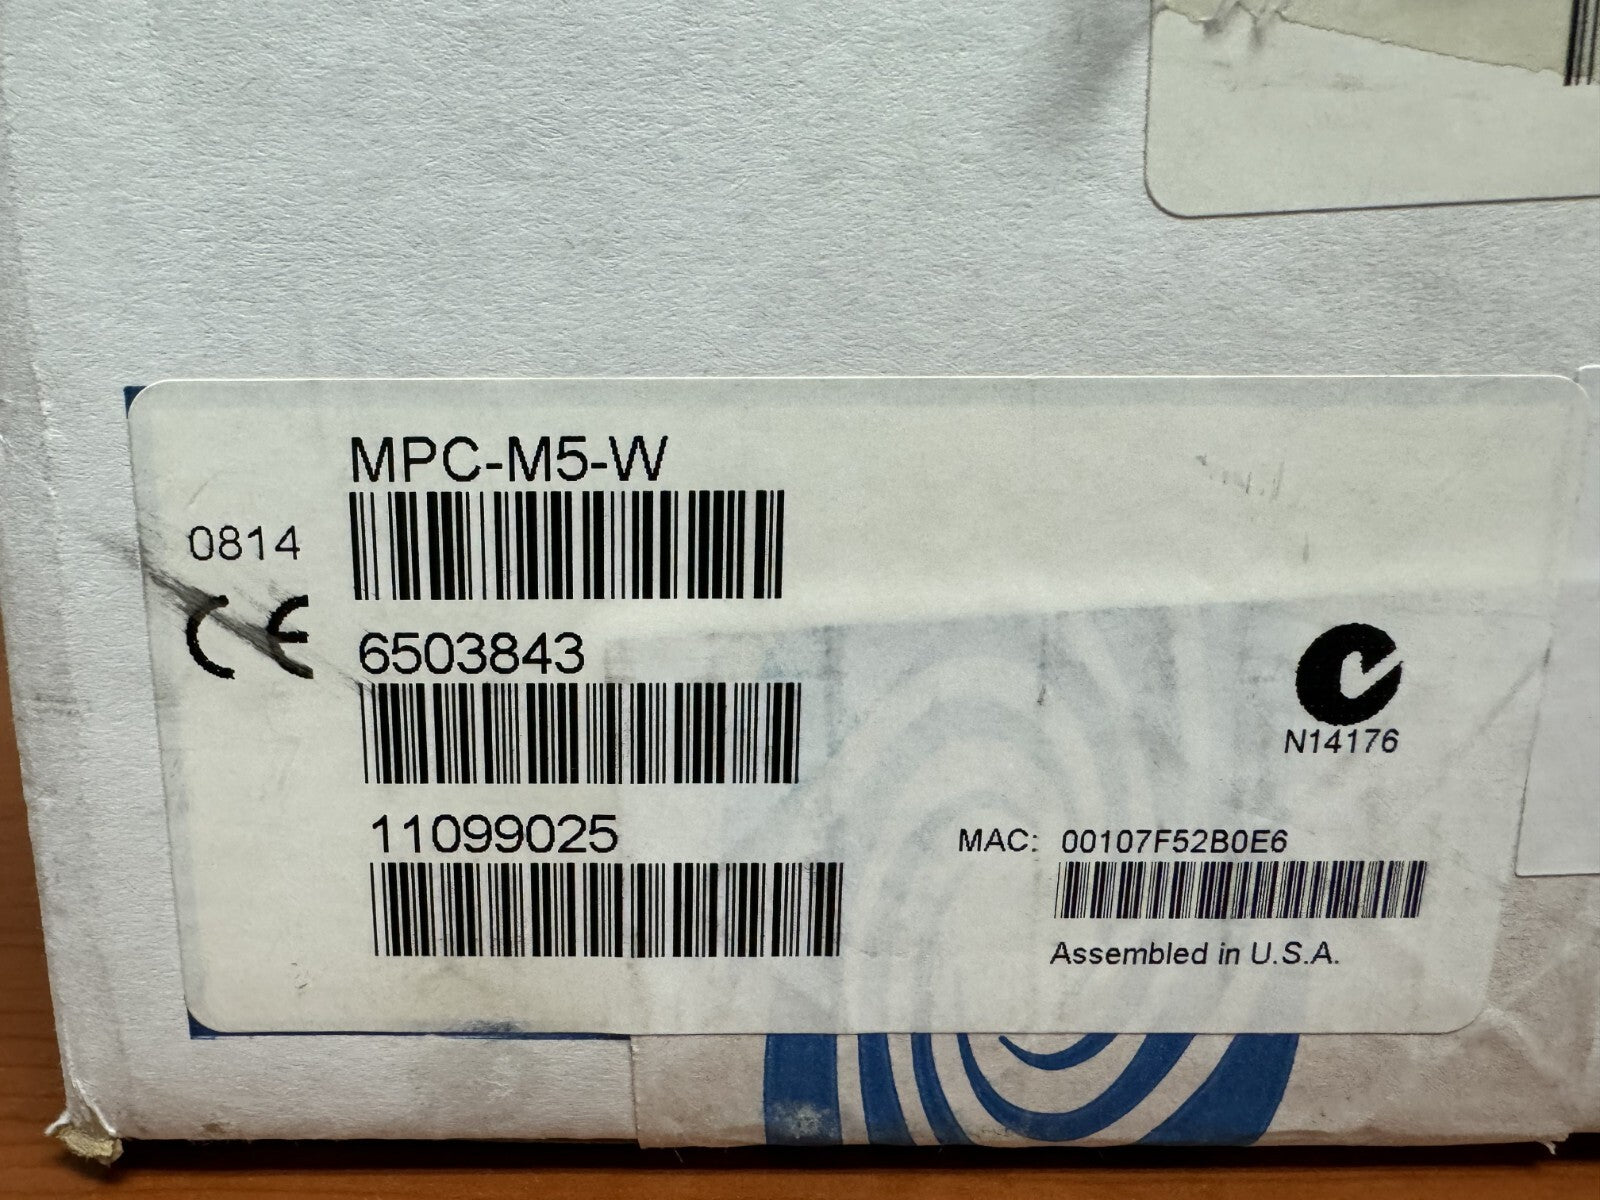 MPC-M5-W
0814
CE
6503843
N14176
11099025
MAC: 00107F52B0E6
Assembled in U.S.A.